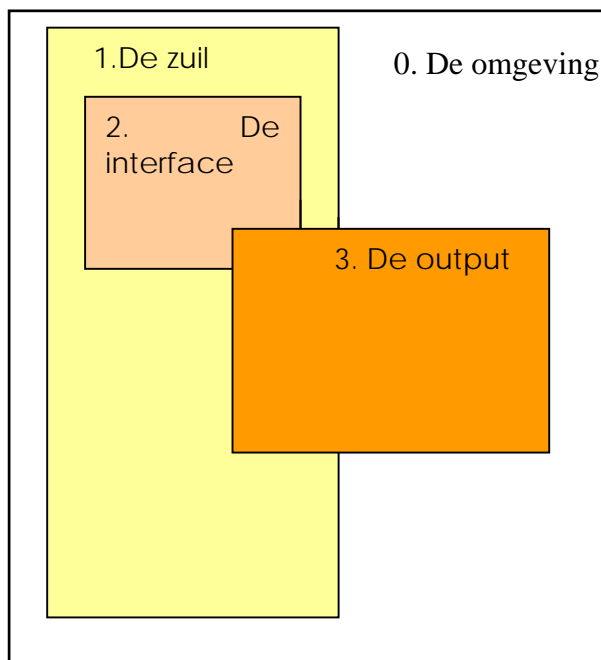 1.De zuil
0. De omgeving
2. De
interface
3. De output